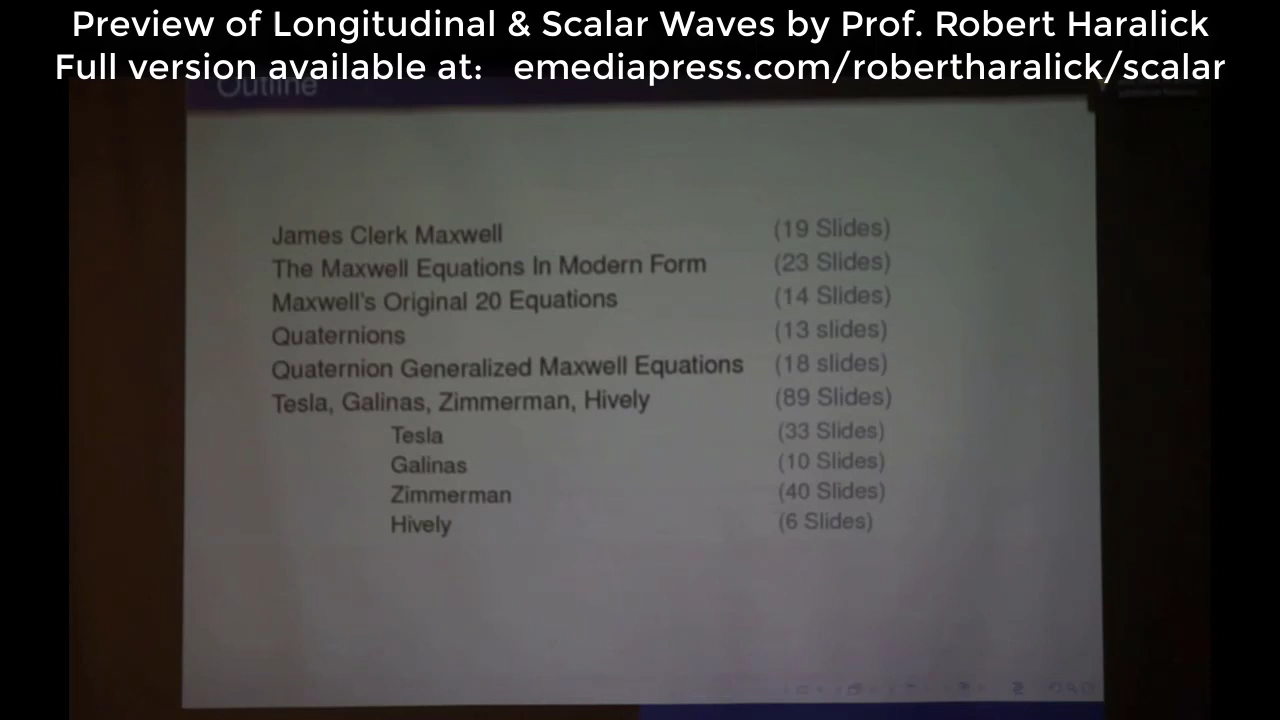 Preview of Longitudinal & Scalar Waves by Prof. Robert Haralick
Full version available at: emediapress.com/robertharalick/scalar
Outline
James Clerk Maxwell (19 Slides)
The Maxwell Equations In Modern Form (23 Slides)
Maxwell's Original 20 Equations (14 Slides)
Quaternions (13 slides)
Quaternion Generalized Maxwell Equations (18 slides)
Tesla, Galinas, Zimmerman, Hively (89 Slides)
Tesla (33 Slides)
Galinas (10 Slides)
Zimmerman (40 Slides)
Hively (6 Slides)